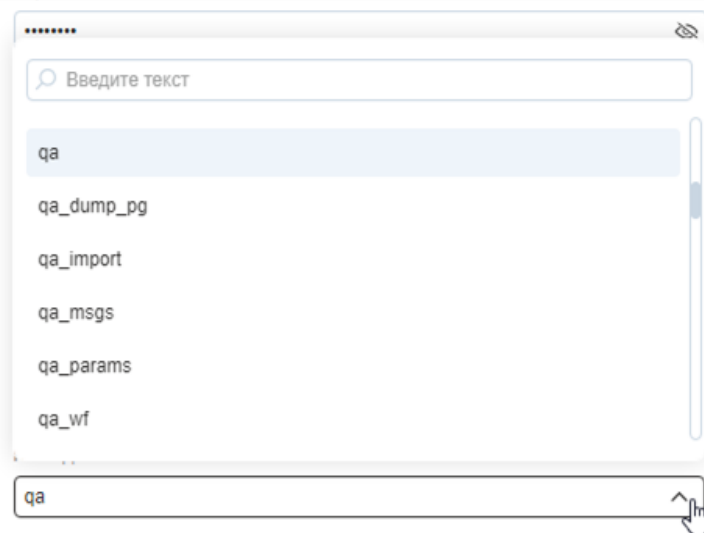 ••••••••
Введите текст
qa
qa_dump_pg
qa_import
qa_msgs
qa_params
qa_wf
qa